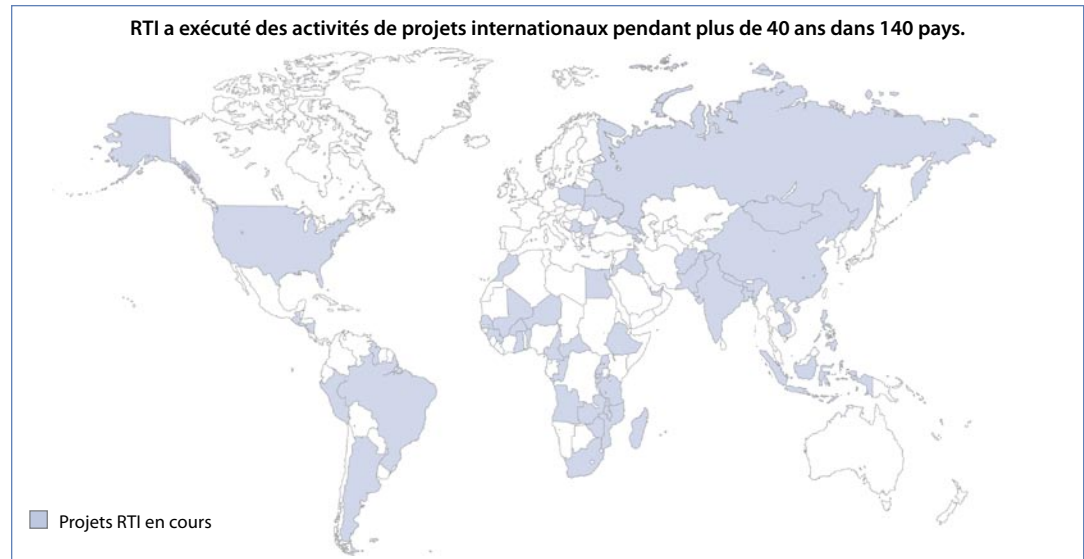 RTI a exécuté des activités de projets internationaux pendant plus de 40 ans dans 140 pays.
Projets RTI en cours